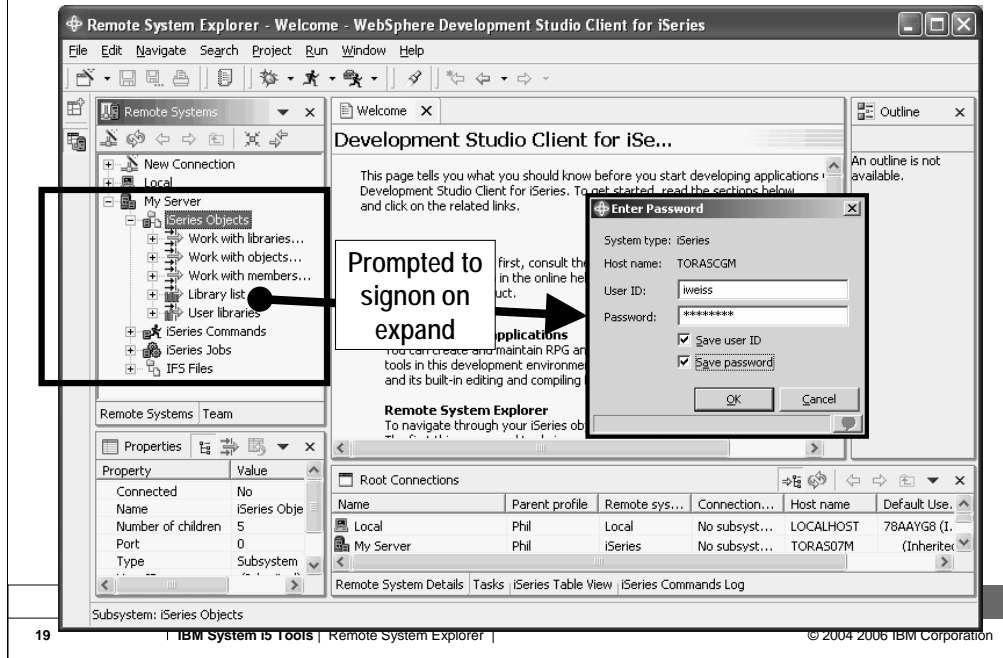 Remote System Explorer - Welcome - WebSphere Development Studio Client for iSeries
File Edit Navigate Search Project Run Window Help
Remote Systems
New Connection
Local
My Server
iSeries Objects
Work with libraries...
Work with objects...
Work with members...
Library list
User libraries
iSeries Commands
iSeries Jobs
IFS Files
Remote Systems Team
Welcome
Development Studio Client for iSe...
This page tells you what you should know before you start developing applications
Development Studio Client for iSeries. To get started, read the sections below
and click on the related links.
first, consult the
in the online he
uct.
pplications
You can create and maintain RPG an
tools in this development environme
and its built-in editing and compiling
Remote System Explorer
To navigate through your iSeries ob
Outline
An outline is not
available.
Prompted to
signon on
expand
Enter Password
System type: iSeries
Host name: TORASCGM
User ID: iweiss
Password: ********
Save user ID
Save password
OK Cancel
Properties
Property Value
Connected No
Name iSeries Obje
Number of children 5
Port 0
Type Subsystem
Root Connections
Name Parent profile Remote sys... Connection... Host name Default Use.
Local Phil Local No subsyst... LOCALHOST 78AAYG8 (I.
My Server Phil iSeries No subsyst... TORAS07M (Inherited
Remote System Details Tasks iSeries Table View iSeries Commands Log
Subsystem: iSeries Objects
19 IBM System i5 Tools | Remote System Explorer | © 2004 2006 IBM Corporation